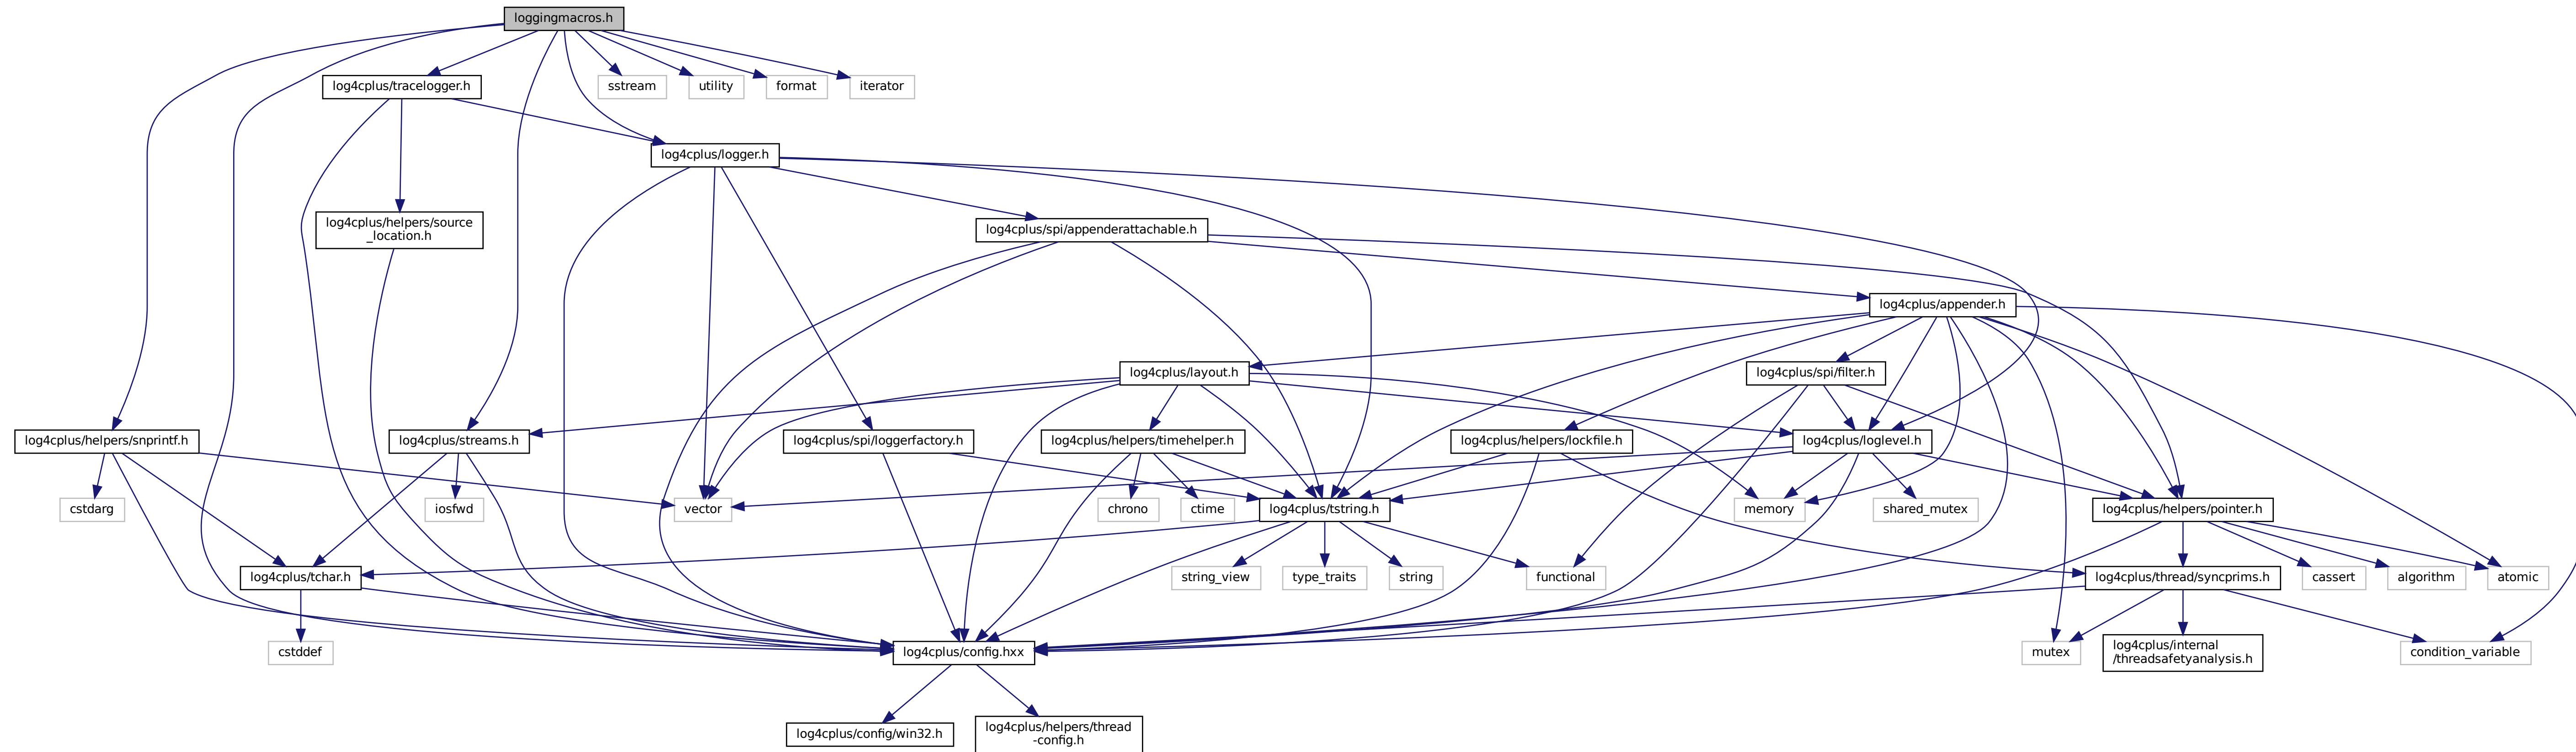 loggingmacros.h
log4cplus/tracelogger.h
sstream
utility
format
iterator
log4cplus/logger.h
log4cplus/helpers/source
_location.h
log4cplus/spi/appenderattachable.h
log4cplus/appender.h
log4cplus/layout.h
log4cplus/spi/filter.h
log4cplus/helpers/snprintf.h
log4cplus/streams.h
log4cplus/spi/loggerfactory.h
log4cplus/helpers/timehelper.h
log4cplus/helpers/lockfile.h
log4cplus/loglevel.h
cstdarg
iosfwd
vector
chrono
ctime
log4cplus/tstring.h
memory
shared_mutex
log4cplus/helpers/pointer.h
log4cplus/tchar.h
string_view
type_traits
string
functional
log4cplus/thread/syncprims.h
cassert
algorithm
atomic
cstddef
log4cplus/config.hxx
mutex
log4cplus/internal
/threadsafetyanalysis.h
condition_variable
log4cplus/config/win32.h
log4cplus/helpers/thread
-config.h